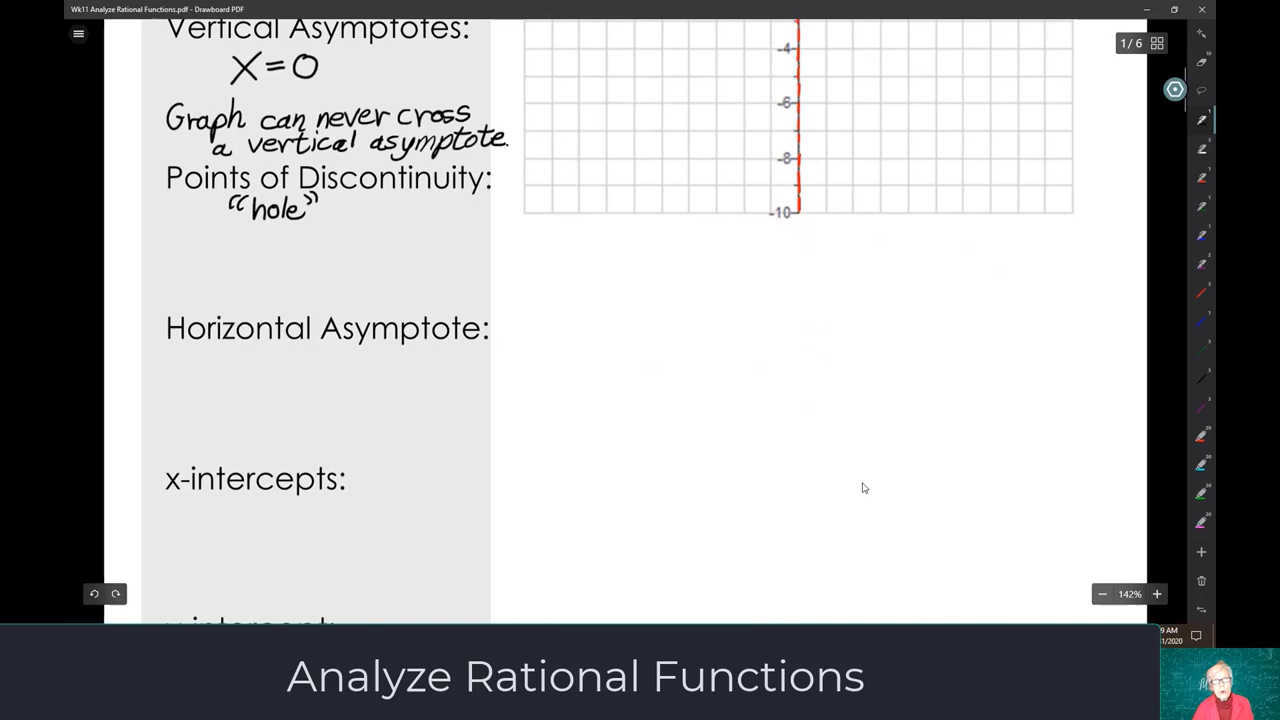 Wk11 Analyze Rational Functions.pdf - Drawboard PDF
Vertical Asymptotes:
X=0
Graph can never cross
a vertical asymptote.
Points of Discontinuity:
"hole"
Horizontal Asymptote:
x-intercepts:
-4
-6
-8
-10
1 / 6
142%
Analyze Rational Functions